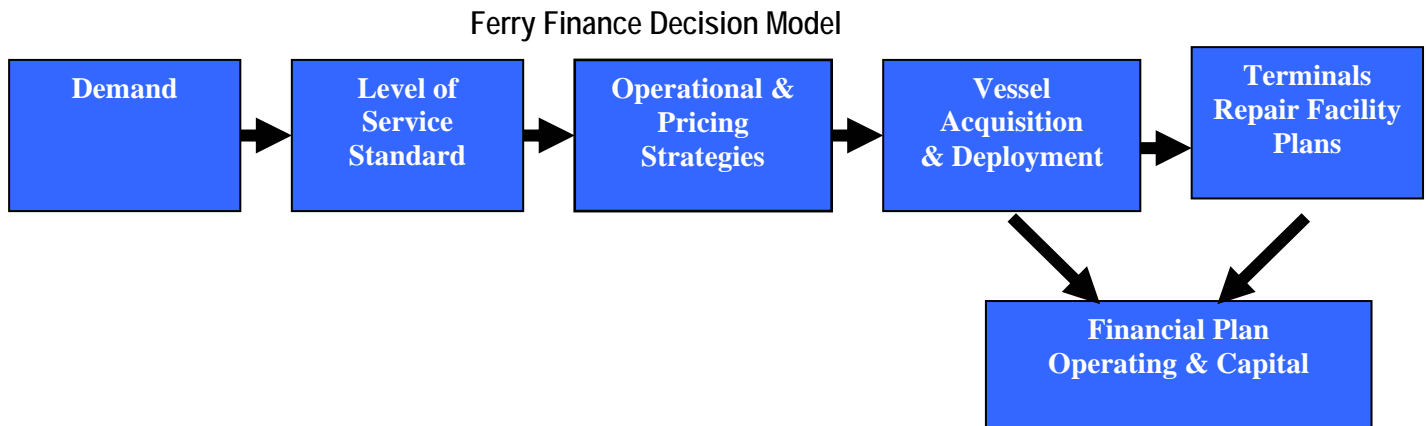 Ferry Finance Decision Model
Demand
Level of
Service
Standard
Operational &
Pricing
Strategies
Vessel
Acquisition
& Deployment
Terminals
Repair Facility
Plans
Financial Plan
Operating & Capital